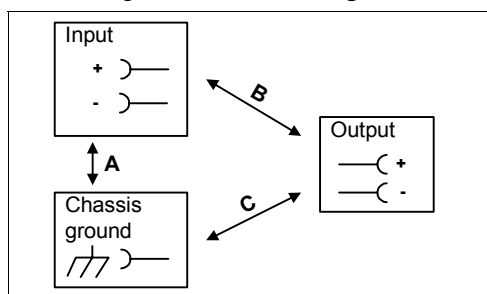 Input
+
-
B
Output
+
-
A
Chassis
ground
C